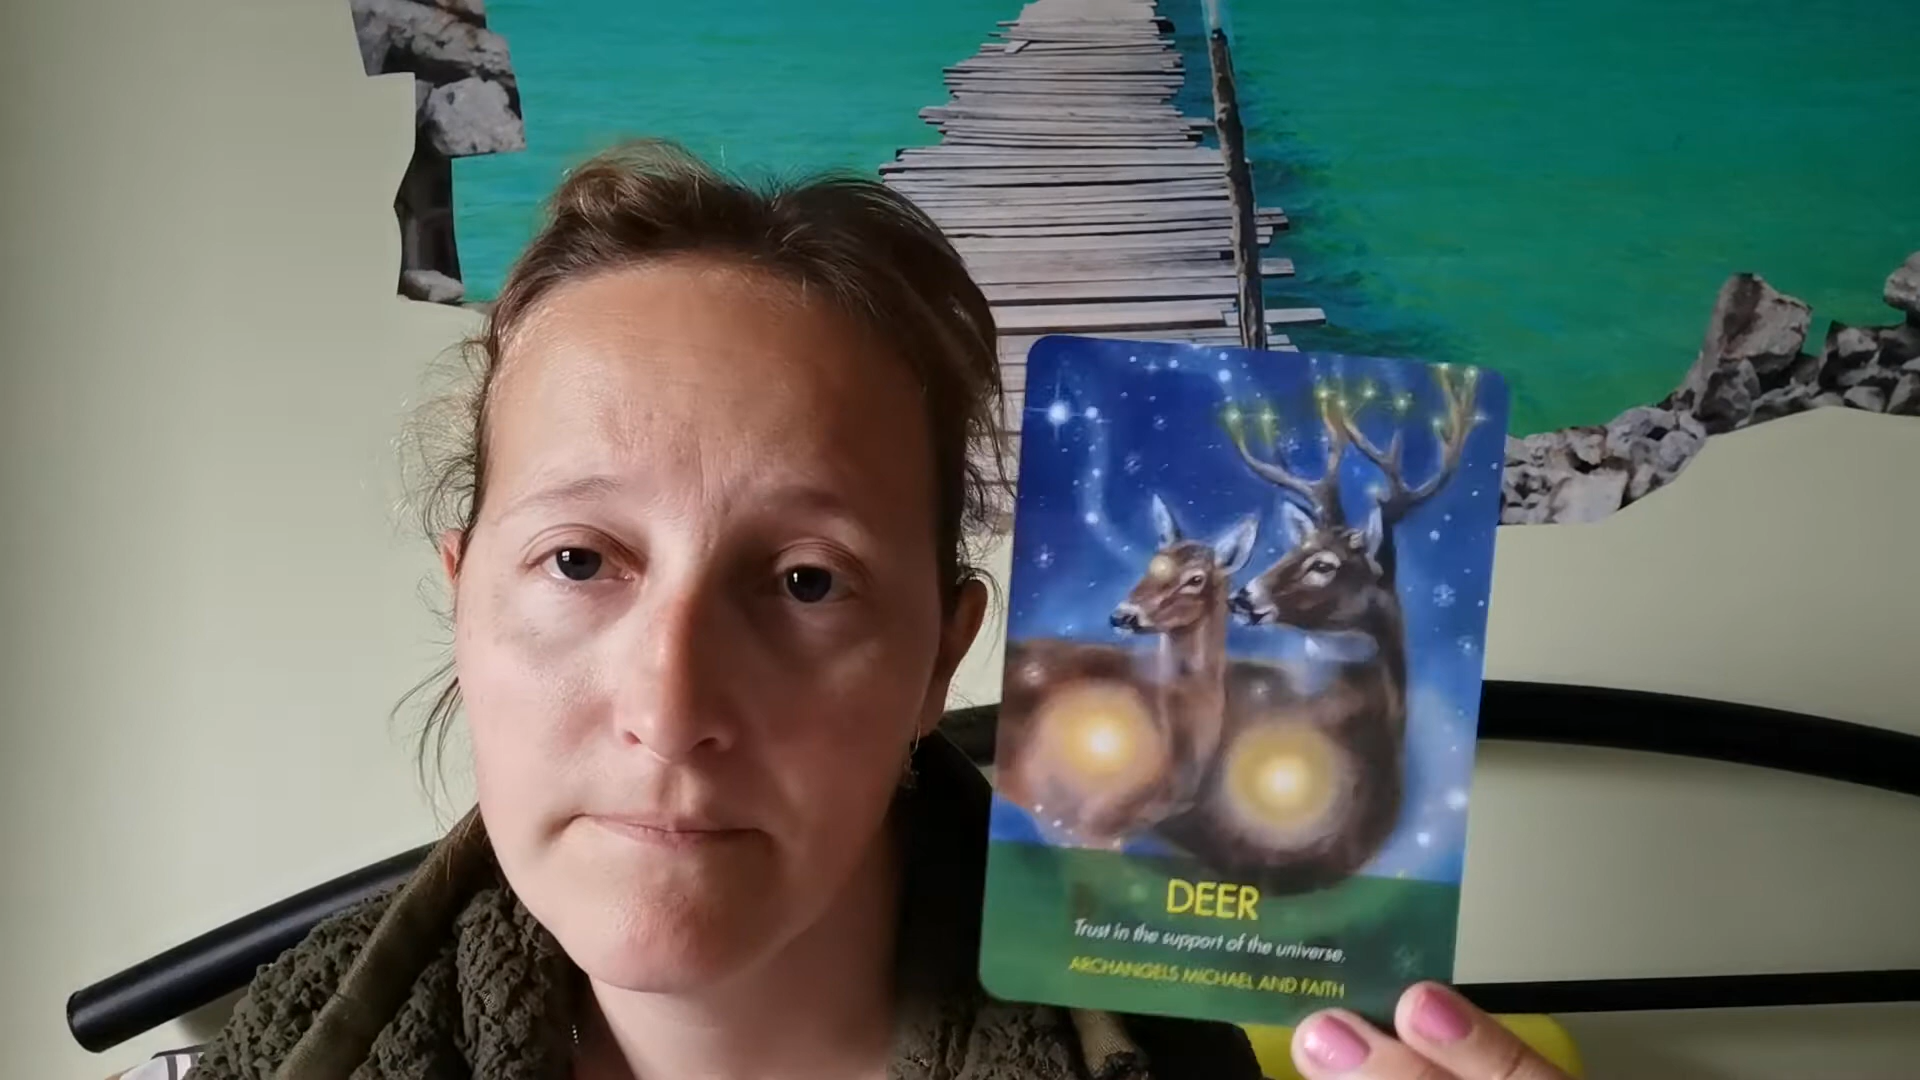 DEER
Trust in the support of the universe.
ARCHANGELS MICHAEL AND FAITH